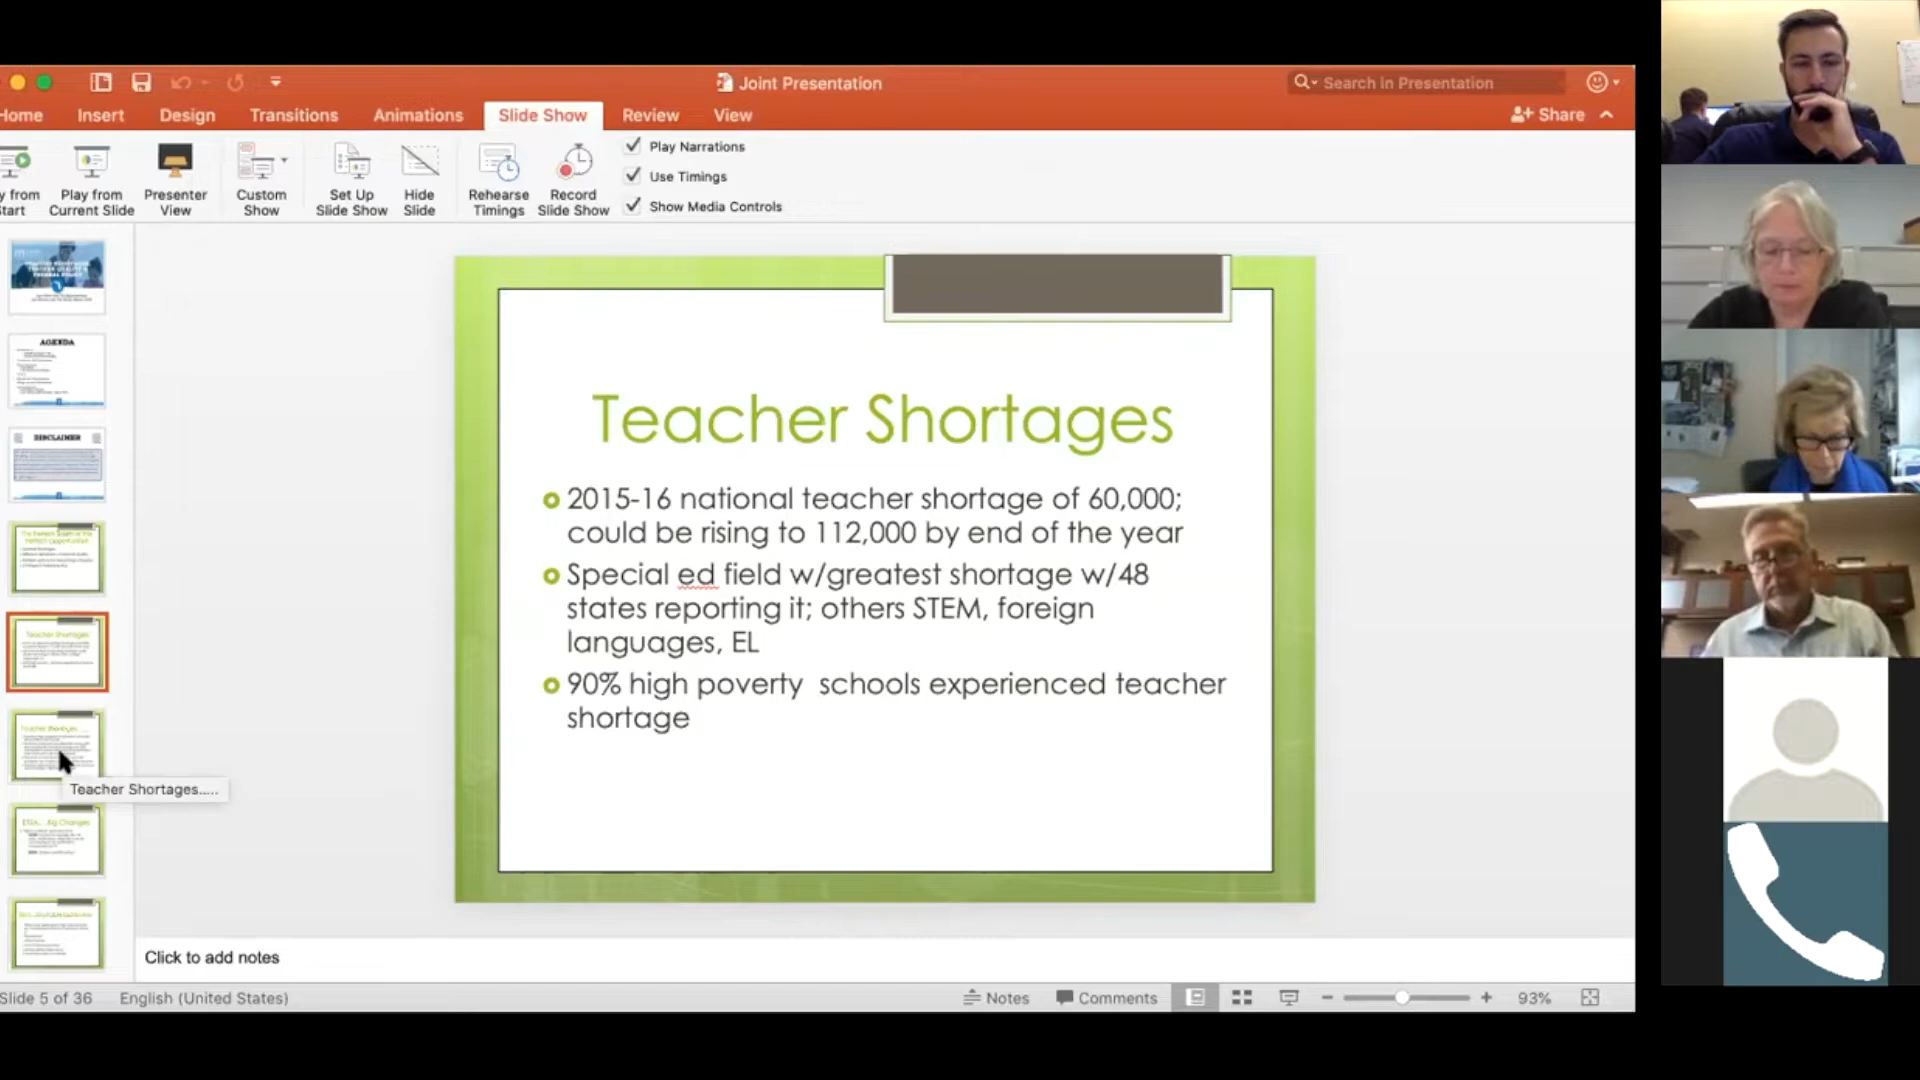 Joint Presentation
Search in Presentation
Home Insert Design Transitions Animations Slide Show Review View
Share
Play Narrations
Use Timings
Show Media Controls
y from
Start
Play from
Current Slide
Presenter
View
Custom
Show
Set Up
Slide Show
Hide
Slide
Rehearse
Timings
Record
Slide Show
AGENDA
DISCLAIMER
Teacher Shortages
Teacher Shortages.....
Teacher Shortages
2015-16 national teacher shortage of 60,000;
could be rising to 112,000 by end of the year
Special ed field w/greatest shortage w/48
states reporting it; others STEM, foreign
languages, EL
90% high poverty  schools experienced teacher
shortage
Click to add notes
Slide 5 of 36 English (United States)
Notes Comments 93%